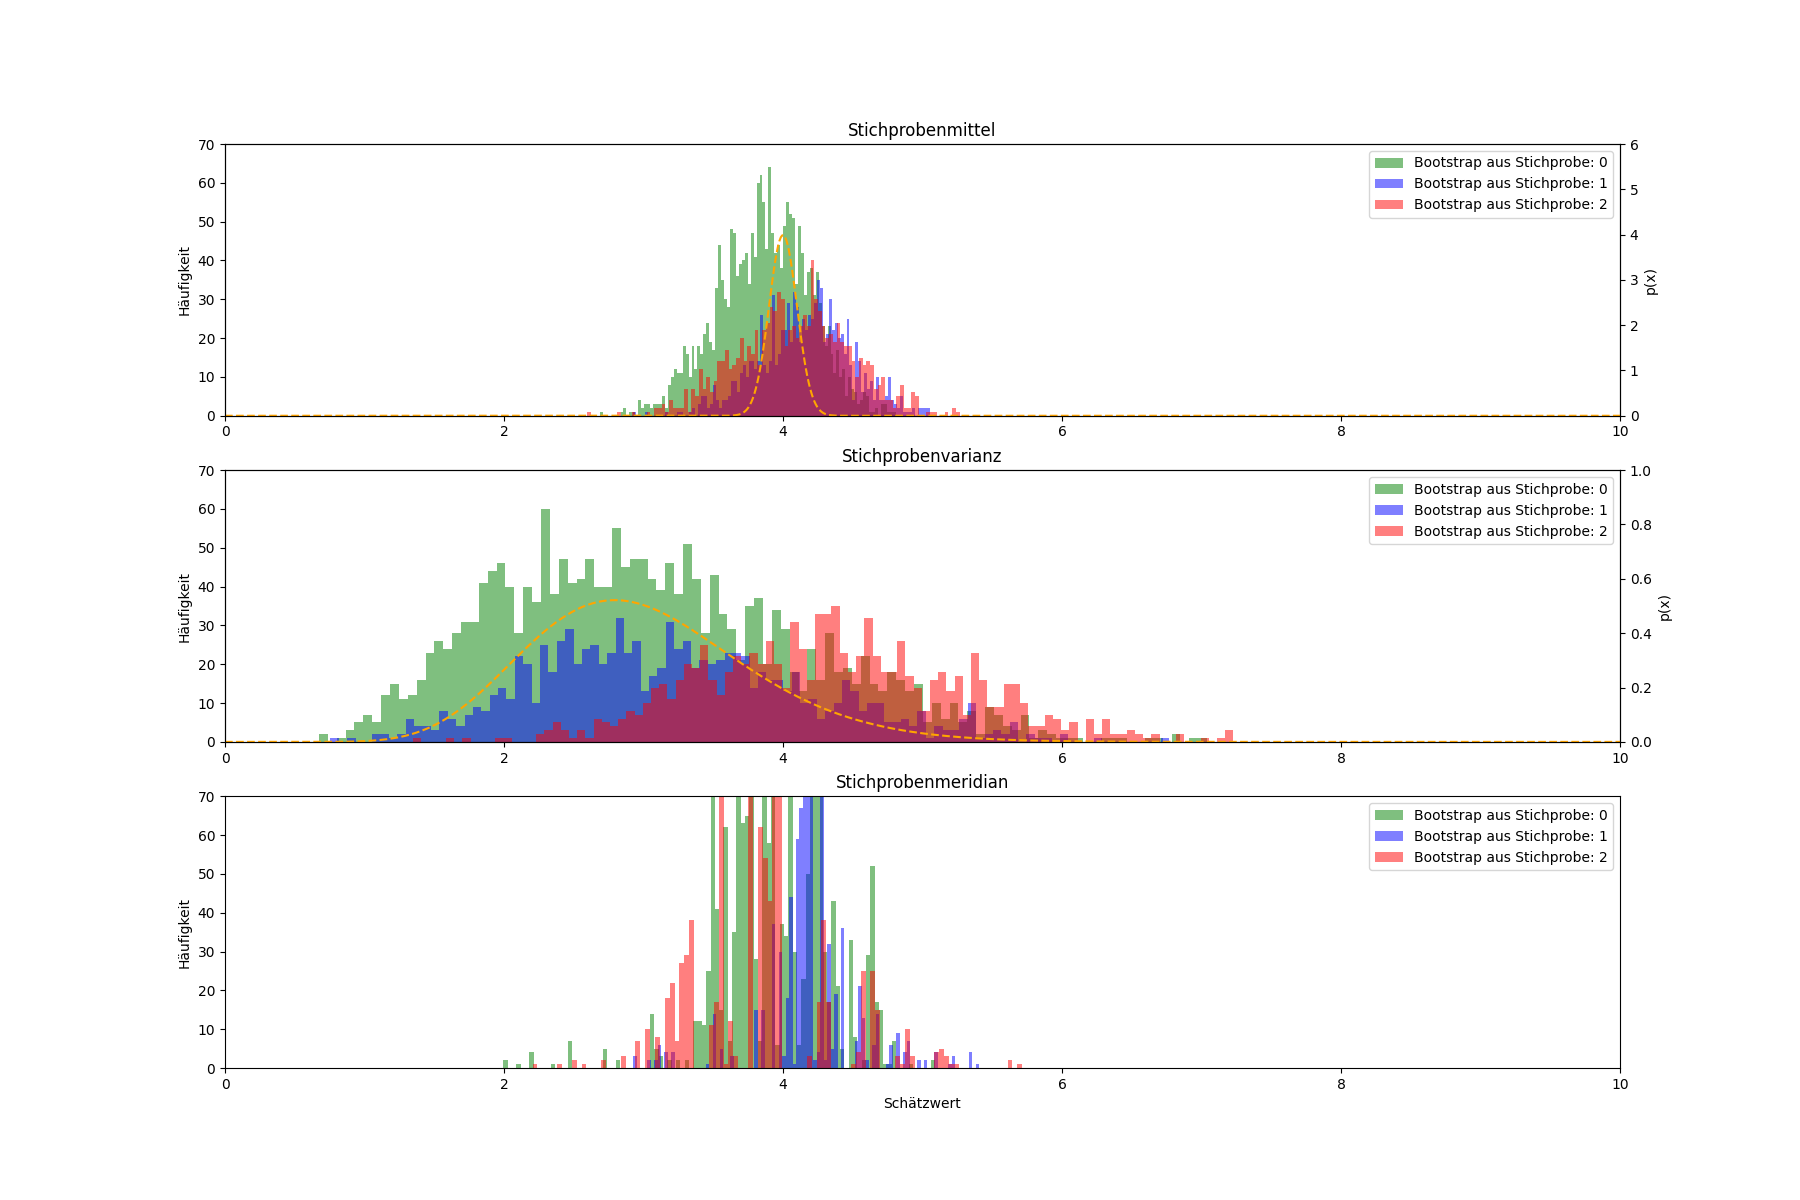 Stichprobenmittel
70
60
50
40
30
20
10
0
Häufigkeit
0 2 4 6 8 10
6
5
4
3
2
1
0
p(x)
Bootstrap aus Stichprobe: 0
Bootstrap aus Stichprobe: 1
Bootstrap aus Stichprobe: 2
Stichprobenvarianz
70
60
50
40
30
20
10
0
Häufigkeit
0 2 4 6 8 10
1.0
0.8
0.6
0.4
0.2
0.0
p(x)
Bootstrap aus Stichprobe: 0
Bootstrap aus Stichprobe: 1
Bootstrap aus Stichprobe: 2
Stichprobenmeridian
70
60
50
40
30
20
10
0
Häufigkeit
0 2 4 6 8 10
Bootstrap aus Stichprobe: 0
Bootstrap aus Stichprobe: 1
Bootstrap aus Stichprobe: 2
Schätzwert